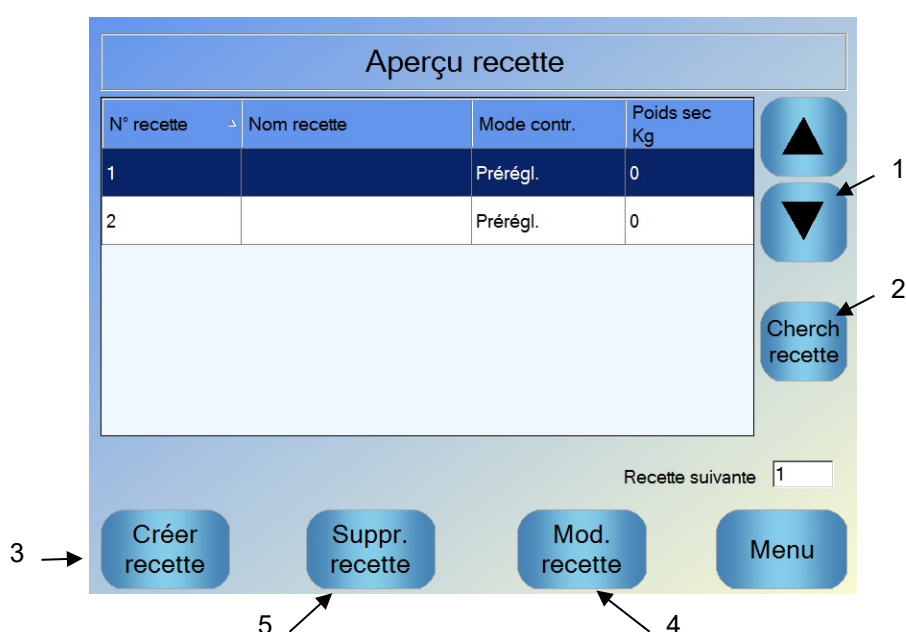 Aperçu recette
N° recette
Nom recette
Mode contr.
Poids sec
Kg
1
Prérégl.
0
2
Prérégl.
0
1
2
Cherch
recette
Recette suivante
1
Créer
recette
Suppr.
recette
Mod.
recette
Menu
3
5
4